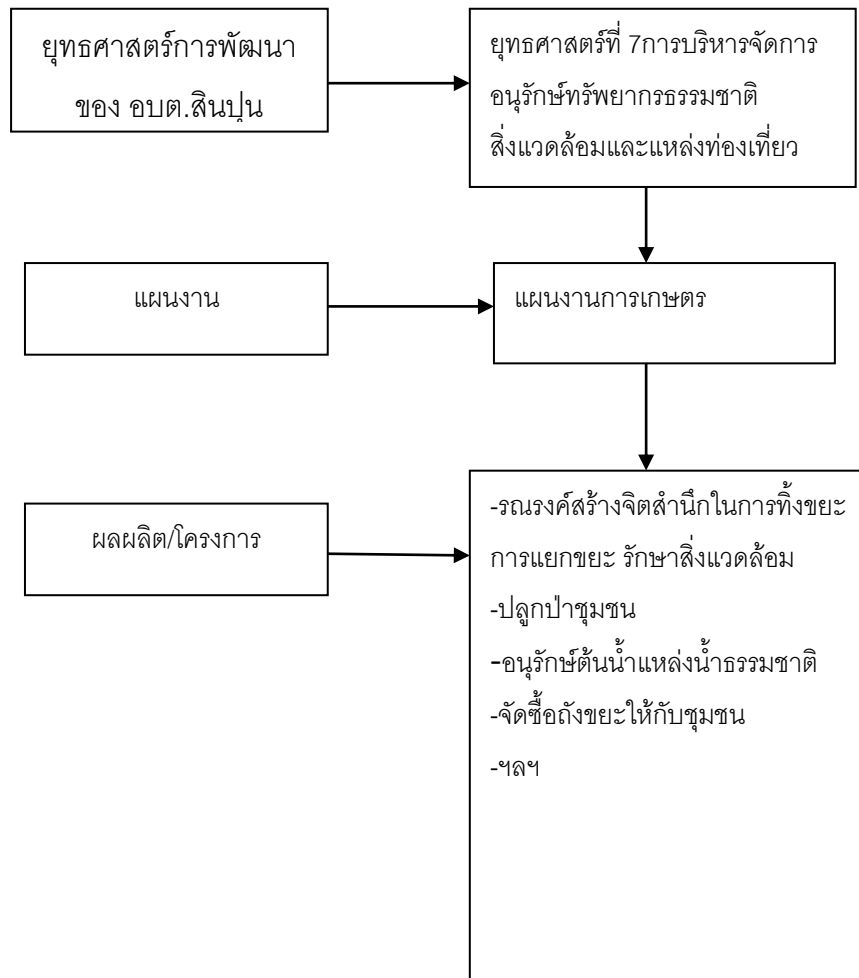 ยุทธศาสตร์การพัฒนา
ของ อบต.สินปุน
ยุทธศาสตร์ที่ 7การบริหารจัดการ
อนุรักษ์ทรัพยากรธรรมชาติ
สิ่งแวดล้อมและแหล่งท่องเที่ยว
แผนงาน
แผนงานการเกษตร
ผลผลิต/โครงการ
-รณรงค์สร้างจิตสำนึกในการทิ้งขยะ
การแยกขยะ รักษาสิ่งแวดล้อม
-ปลูกป่าชุมชน
-อนุรักษ์ต้นน้ำแหล่งน้ำธรรมชาติ
-จัดซื้อถังขยะให้กับชุมชน
-ฯลฯ